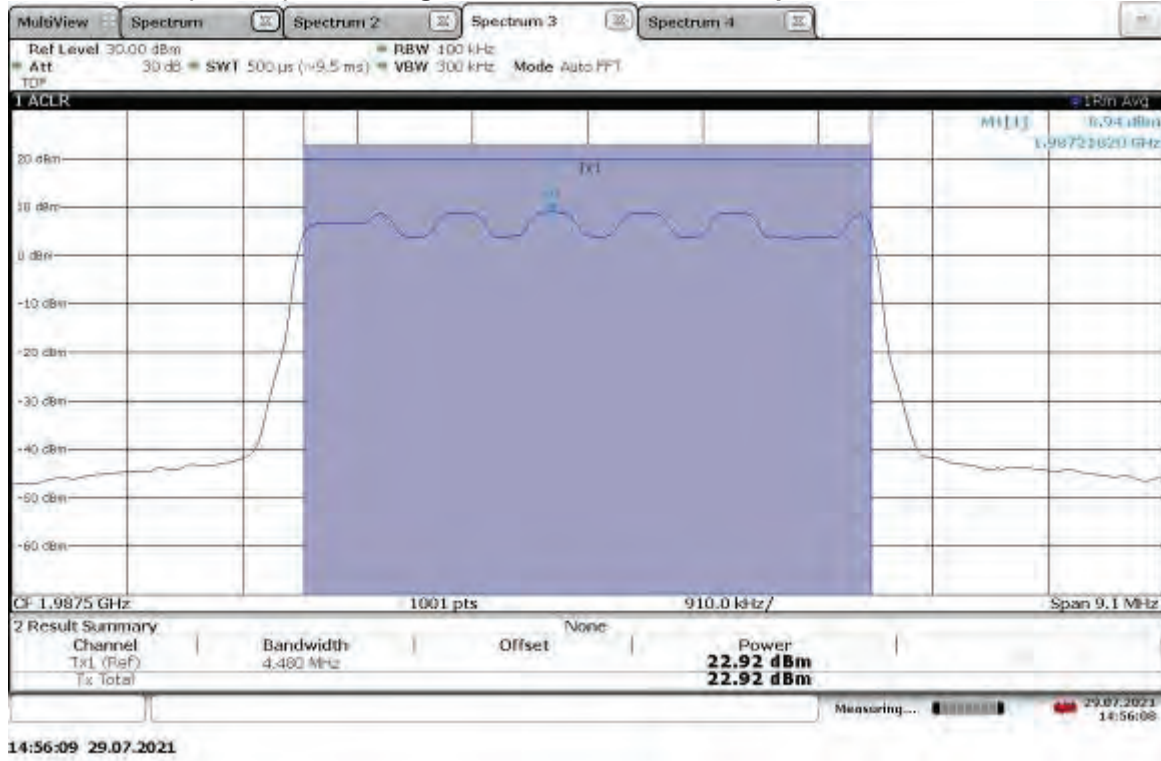 MultiView Spectrum Spectrum 2 Spectrum 3 Spectrum 4
Ref Level 30.00 dBm RBW 100 kHz
Att 30 dB SWT 500 µs (~9.5 ms) VBW 300 kHz Mode Auto FFT
TDF
1 ACLR 1Rm Avg
M1[1]
GHz
20 dBm
Tx1
10 dBm
0 dBm
-10 dBm
-20 dBm
-30 dBm
-40 dBm
-50 dBm
-60 dBm
CF 1.9875 GHz 1001 pts 910.0 kHz/ Span 9.1 MHz
2 Result Summary None
Channel Bandwidth Offset Power
Tx1 (Ref) 4.480 MHz 22.92 dBm
Tx Total 22.92 dBm
Measuring... 29.07.2021
14:56:08
14:56:09 29.07.2021